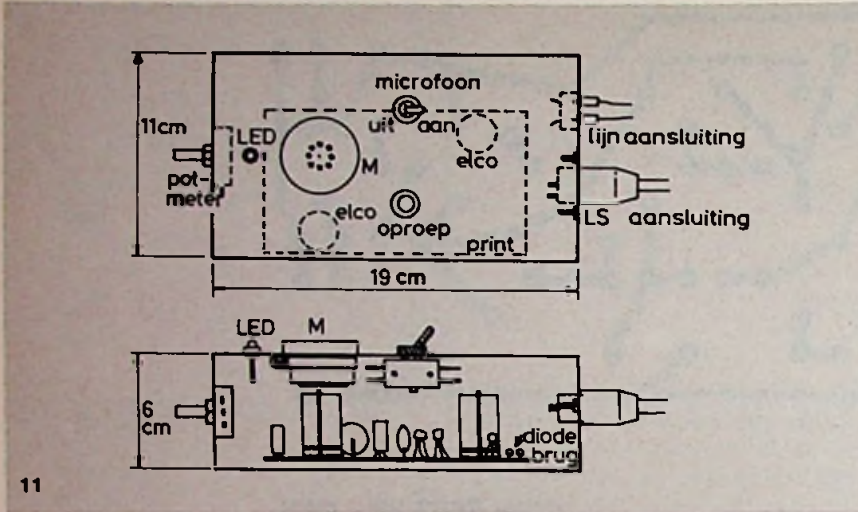 microfoon
11cm
LED
uit aan
lijn aansluiting
M
elco
pot-
meter
elco
oproep
LS aansluiting
print
19 cm
LED
M
6
cm
diode
brug
11